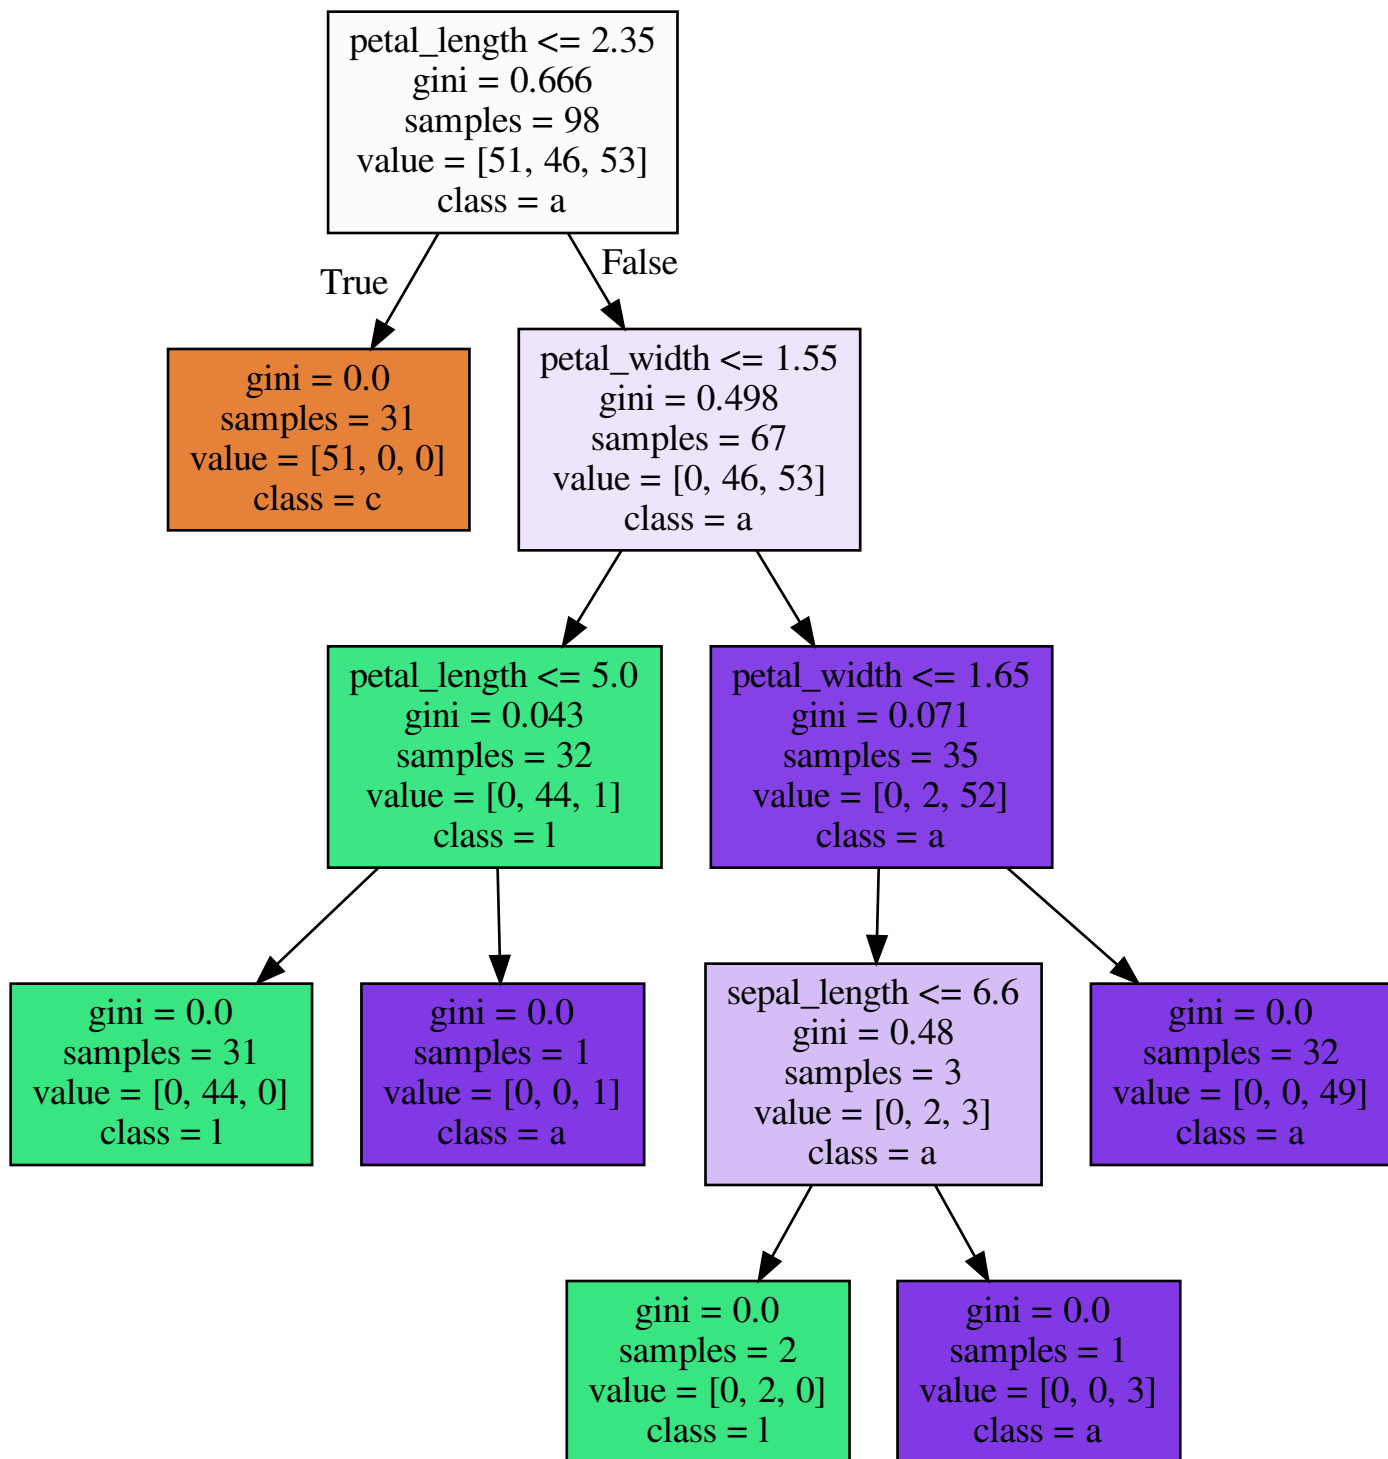 petal_length <= 2.35
gini = 0.666
samples = 98
value = [51, 46, 53]
class = a
True
False
gini = 0.0
samples = 31
value = [51, 0, 0]
class = c
petal_width <= 1.55
gini = 0.498
samples = 67
value = [0, 46, 53]
class = a
petal_length <= 5.0
gini = 0.043
samples = 32
value = [0, 44, 1]
class = l
petal_width <= 1.65
gini = 0.071
samples = 35
value = [0, 2, 52]
class = a
gini = 0.0
samples = 31
value = [0, 44, 0]
class = l
gini = 0.0
samples = 1
value = [0, 0, 1]
class = a
sepal_length <= 6.6
gini = 0.48
samples = 3
value = [0, 2, 3]
class = a
gini = 0.0
samples = 32
value = [0, 0, 49]
class = a
gini = 0.0
samples = 2
value = [0, 2, 0]
class = l
gini = 0.0
samples = 1
value = [0, 0, 3]
class = a